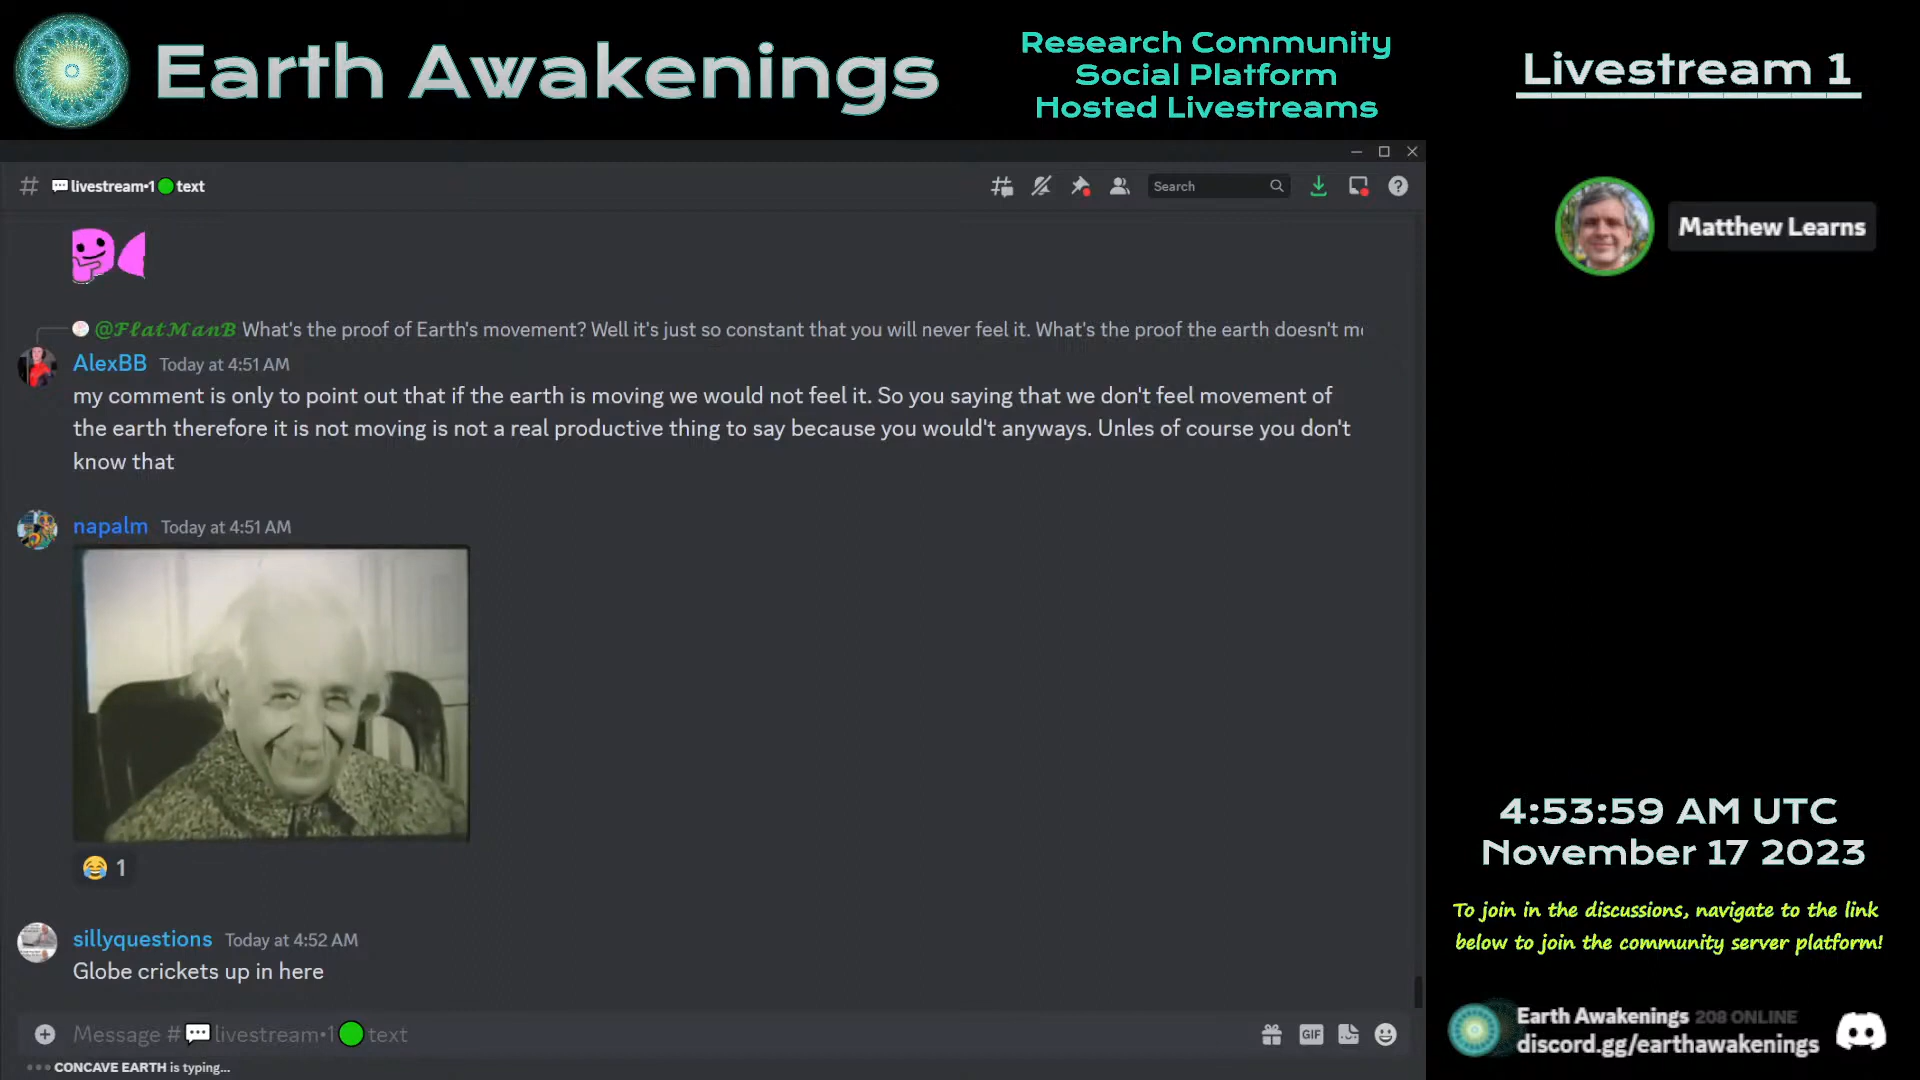 Earth Awakenings
Research Community
Social Platform
Hosted Livestreams
Livestream 1
livestream•1 text
Search
Matthew Learns
@𝓕𝓵𝓪𝓽𝓜𝓪𝓷𝓑 What's the proof of Earth's movement? Well it's just so constant that you will never feel it. What's the proof the earth doesn't m
AlexBB Today at 4:51 AM
my comment is only to point out that if the earth is moving we would not feel it. So you saying that we don't feel movement of
the earth therefore it is not moving is not a real productive thing to say because you would't anyways. Unles of course you don't
know that
napalm Today at 4:51 AM
😂 1
sillyquestions Today at 4:52 AM
Globe crickets up in here
Message #💬livestream•1🟢text
GIF
CONCAVE EARTH is typing...
4:53:59 AM UTC
November 17 2023
To join in the discussions, navigate to the link
below to join the community server platform!
Earth Awakenings 208 ONLINE
discord.gg/earthawakenings